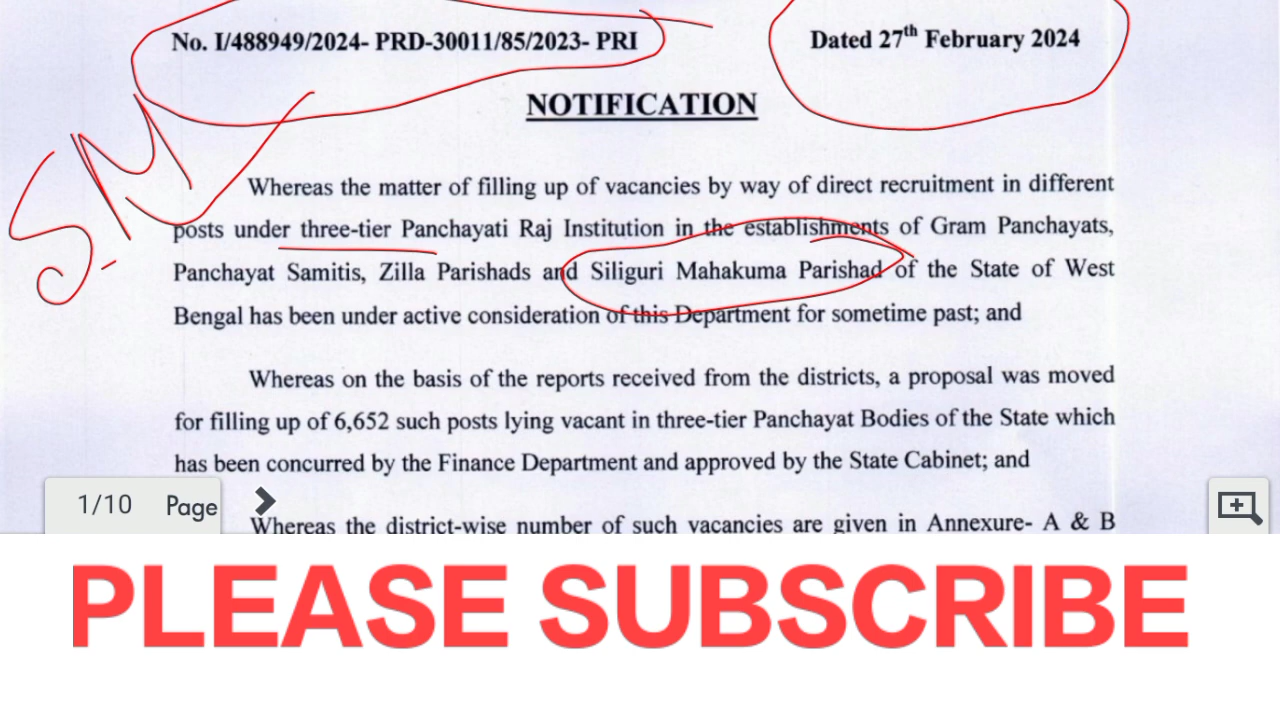 No. I/488949/2024- PRD-30011/85/2023- PRI Dated 27th February 2024
NOTIFICATION
S.M
Whereas the matter of filling up of vacancies by way of direct recruitment in different
posts under three-tier Panchayati Raj Institution in the establishments of Gram Panchayats,
Panchayat Samitis, Zilla Parishads and Siliguri Mahakuma Parishad of the State of West
Bengal has been under active consideration of this Department for sometime past; and
Whereas on the basis of the reports received from the districts, a proposal was moved
for filling up of 6,652 such posts lying vacant in three-tier Panchayat Bodies of the State which
has been concurred by the Finance Department and approved by the State Cabinet; and
1/10 Page
Whereas the district-wise number of such vacancies are given in Annexure- A & B
PLEASE SUBSCRIBE